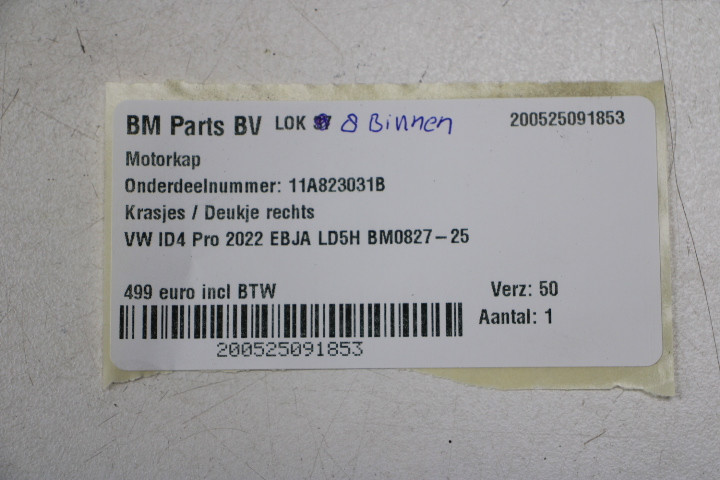 BM Parts BV LOK 8 Binnen 200525091853
Motorkap
Onderdeelnummer: 11A823031B
Krasjes / Deukje rechts
VW ID4 Pro 2022 EBJA LD5H BM0827-25
499 euro incl BTW Verz: 50
Aantal: 1
200525091853